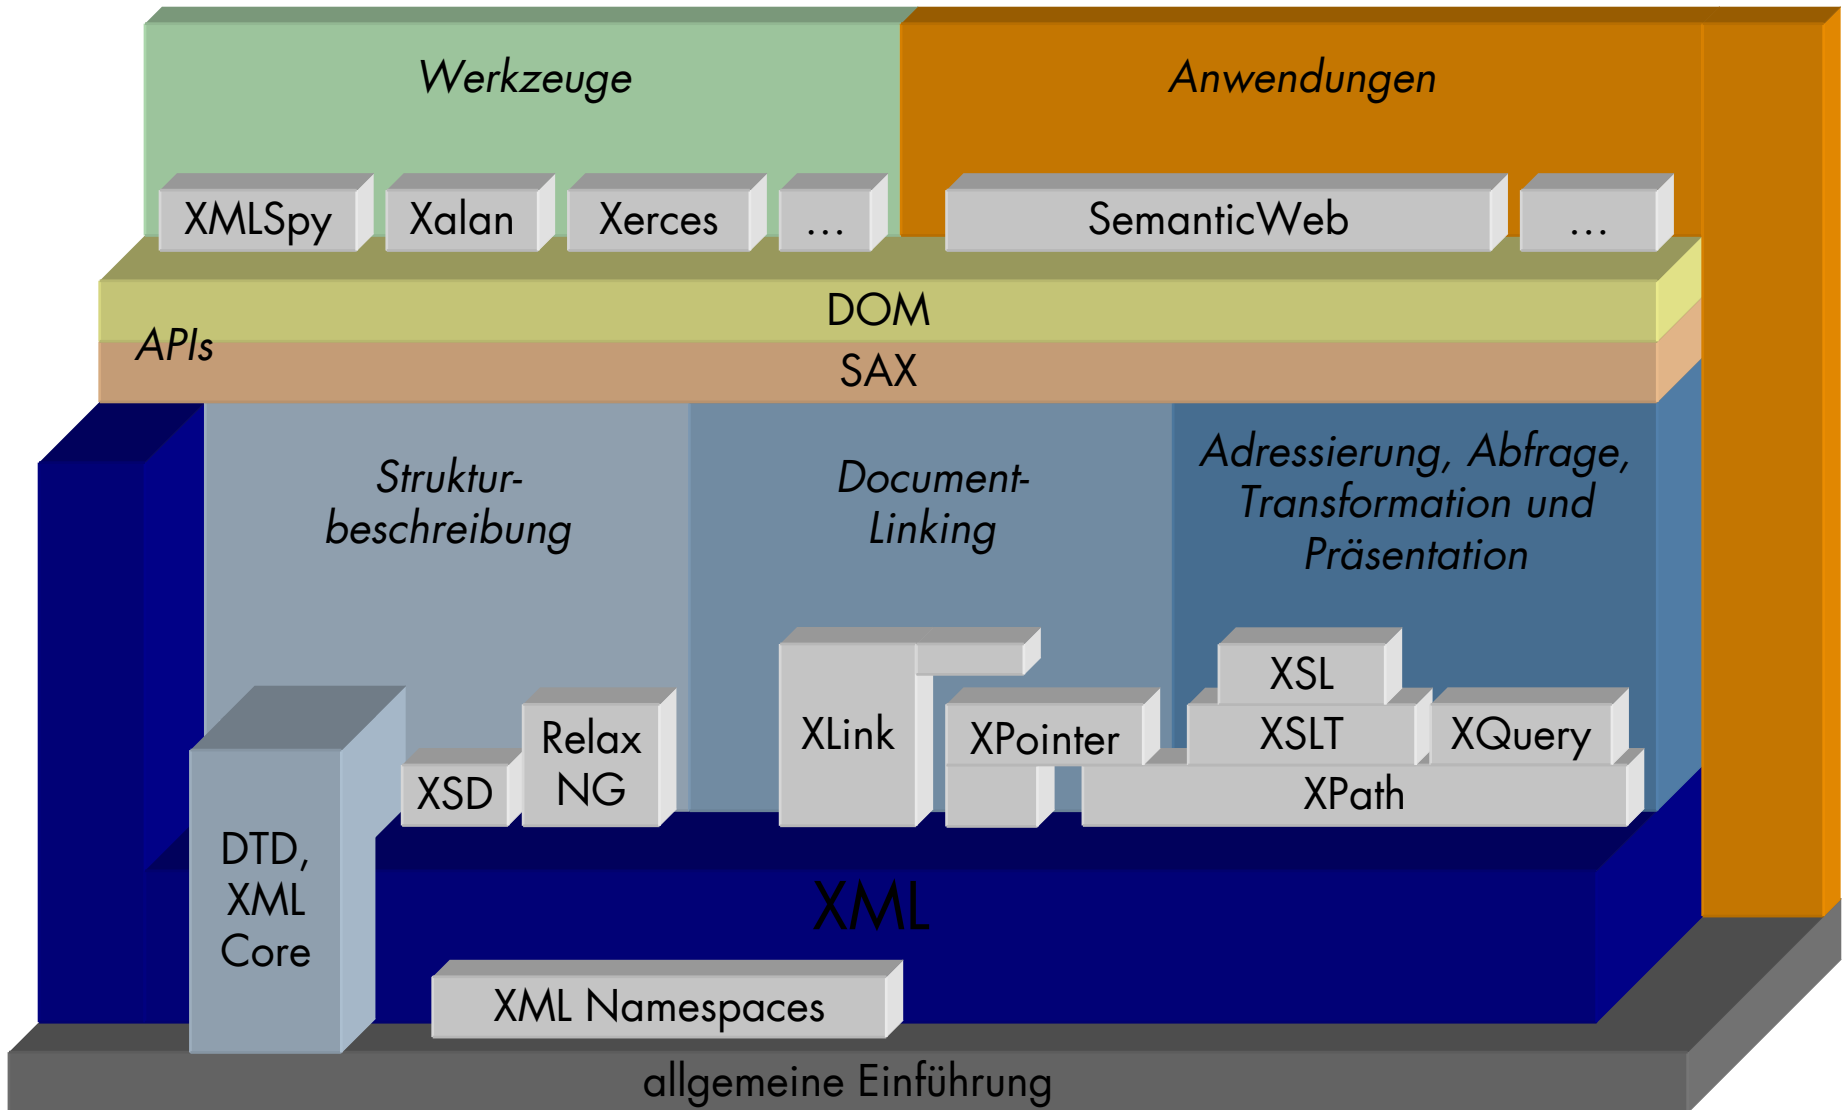 Werkzeuge
Anwendungen
XMLSpy
Xalan
Xerces
...
SemanticWeb
...
DOM
APIs
SAX
Struktur-
beschreibung
Document-
Linking
Adressierung, Abfrage,
Transformation und
Präsentation
XSL
XLink
XPointer
XSLT
XQuery
Relax
NG
XSD
XPath
DTD,
XML
Core
XML
XML Namespaces
allgemeine Einführung